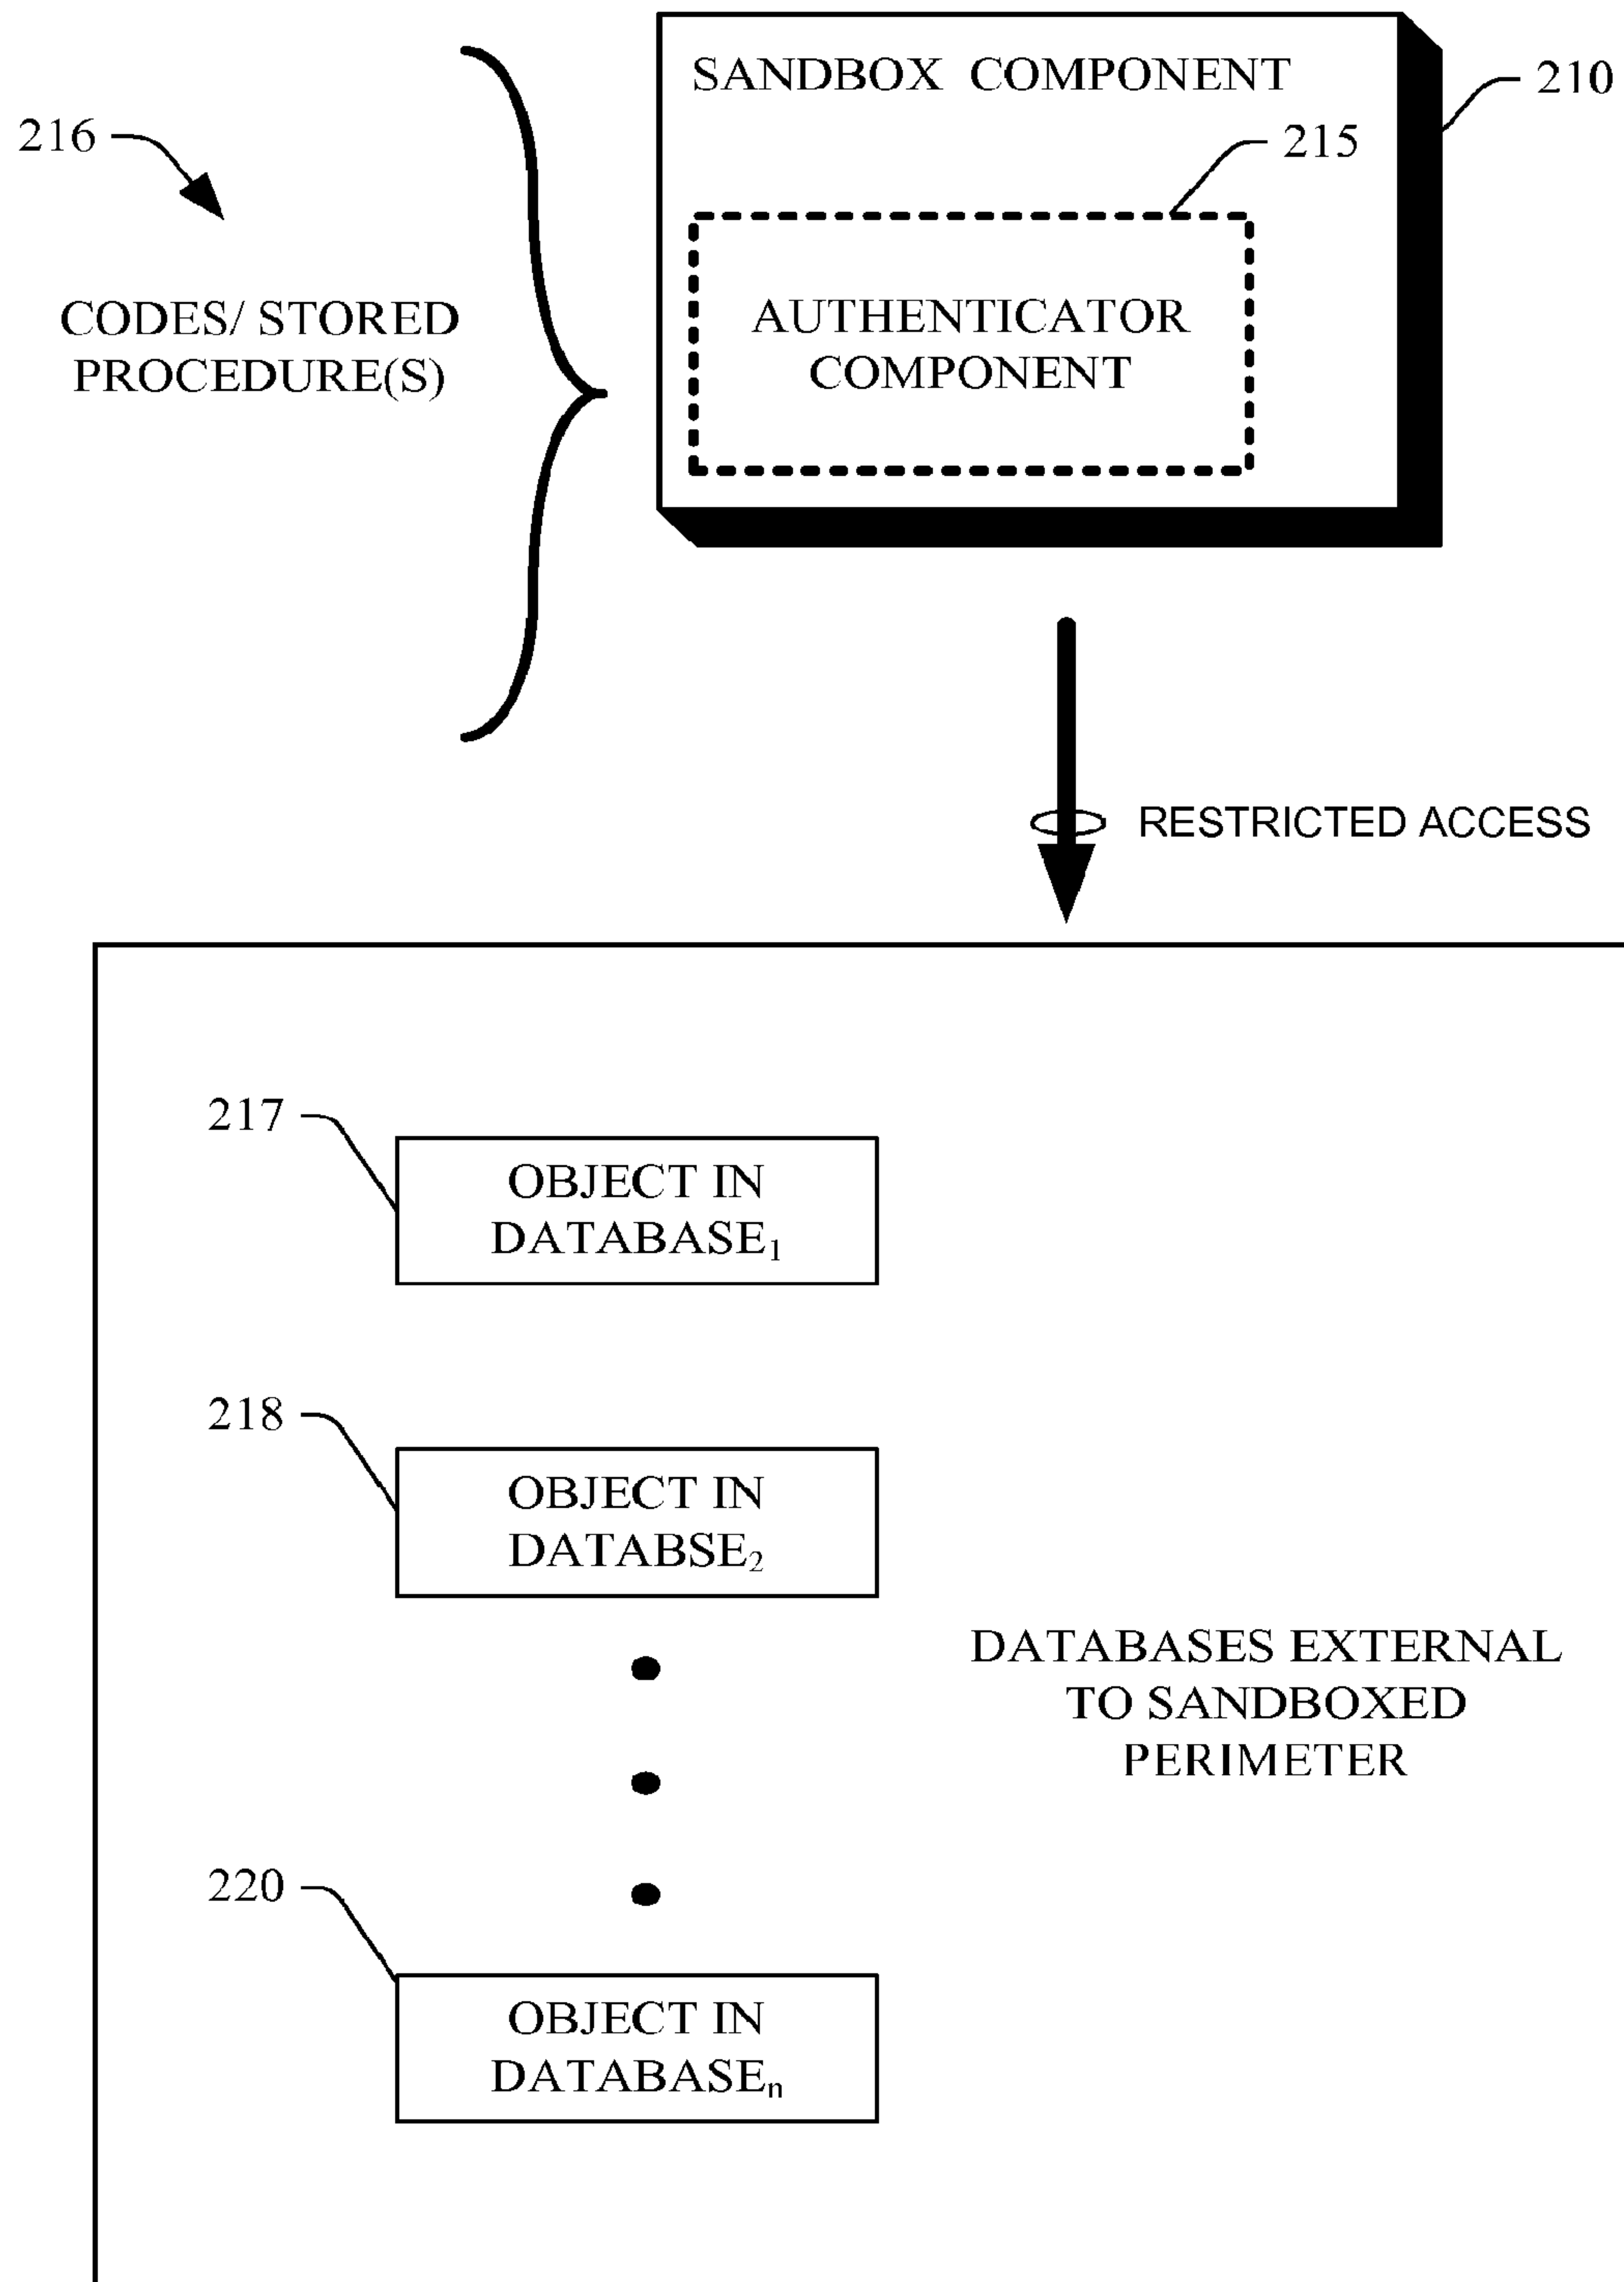 SANDBOX COMPONENT
210
216
215
CODES/ STORED
PROCEDURE(S)
AUTHENTICATOR
COMPONENT
RESTRICTED ACCESS
217
OBJECT IN
DATABASE₁
218
OBJECT IN
DATABSE₂
DATABASES EXTERNAL
TO SANDBOXED
PERIMETER
220
OBJECT IN
DATABASEₙ